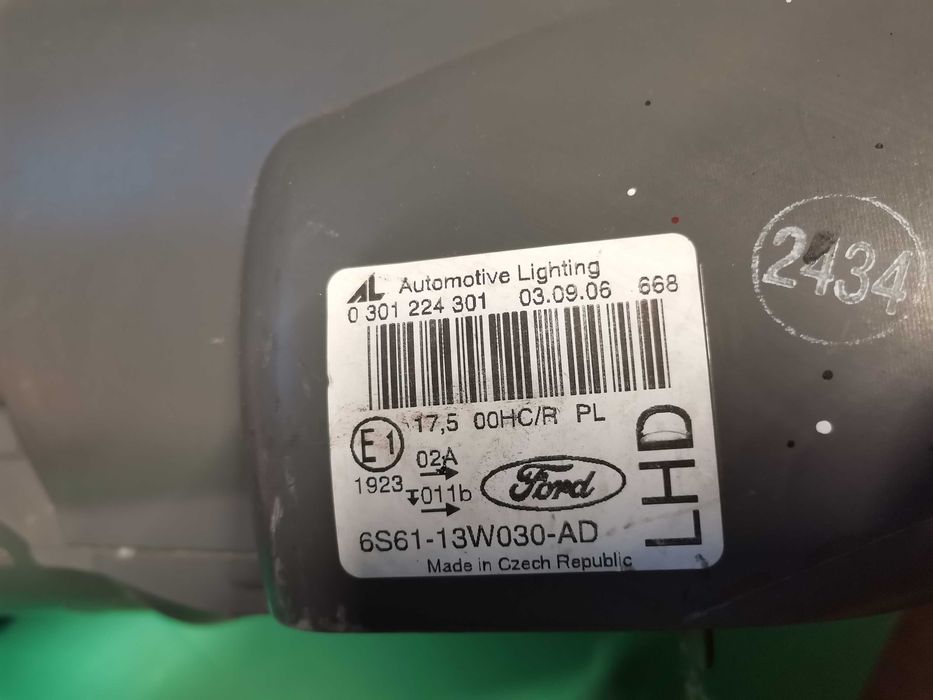 AL Automotive Lighting
0 301 224 301 03.09.06 668
17,5 00HC/R PL
E1
02A
1923
011b
Ford
6S61-13W030-AD
Made in Czech Republic
LHD
2434